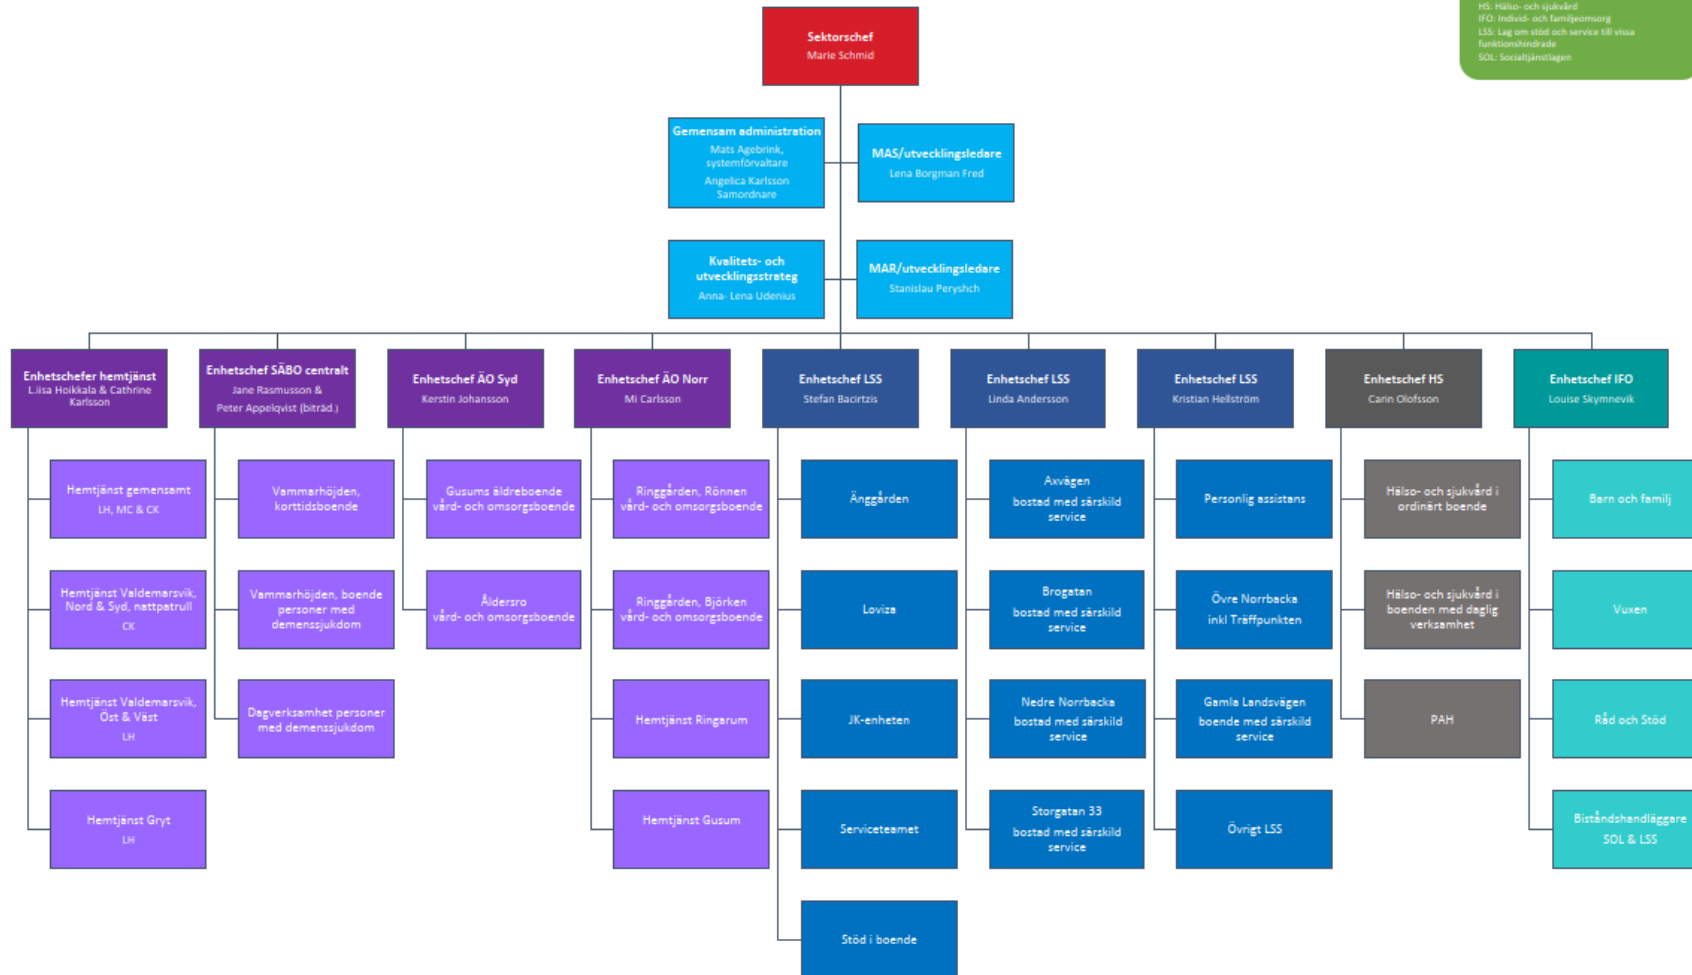 HS: Hälso- och sjukvård
IFO: Individ- och familjeomsorg
LSS: Lag om stöd och service till vissa
funktionshindrade
SOL: Socialtjänstlagen
Sektorschef
Marie Schmid
Gemensam administration
Mats Agebrink,
systemförvaltare
Angelica Karlsson
Samordnare
MAS/utvecklingsledare
Lena Borgman Fred
Kvalitets- och
utvecklingsstrateg
Anna- Lena Udenius
MAR/utvecklingsledare
Stanislau Peryshch
Enhetschefer hemtjänst
L.iisa Hoikkala & Cathrine
Karlsson
Hemtjänst gemensamt
LH, MC & CK
Hemtjänst Valdemarsvik,
Nord & Syd, nattpatrull
CK
Hemtjänst Valdemarsvik,
Öst & Väst
LH
Hemtjänst Gryt
LH
Enhetschef SÄBO centralt
Jane Rasmusson &
Peter Appelqvist (biträd.)
Vammarhöjden,
korttidsboende
Vammarhöjden, boende
personer med
demenssjukdom
Dagverksamhet personer
med demenssjukdom
Enhetschef ÄO Syd
Kerstin Johansson
Gusums äldreboende
vård- och omsorgsboende
Åldersro
vård- och omsorgsboende
Enhetschef ÄO Norr
Mi Carlsson
Ringgården, Rönnen
vård- och omsorgsboende
Ringgården, Björken
vård- och omsorgsboende
Hemtjänst Ringarum
Hemtjänst Gusum
Enhetschef LSS
Stefan Bacirtzis
Änggården
Loviza
JK-enheten
Serviceteamet
Stöd i boende
Enhetschef LSS
Linda Andersson
Axvägen
bostad med särskild
service
Brogatan
bostad med särskild
service
Nedre Norrbacka
bostad med särskild
service
Storgatan 33
bostad med särskild
service
Enhetschef LSS
Kristian Hellström
Personlig assistans
Övre Norrbacka
inkl Träffpunkten
Gamla Landsvägen
boende med särskild
service
Övrigt LSS
Enhetschef HS
Carin Olofsson
Hälso- och sjukvård i
ordinärt boende
Hälso- och sjukvård i
boenden med daglig
verksamhet
PAH
Enhetschef IFO
Louise Skymnevik
Barn och familj
Vuxen
Råd och Stöd
Biståndshandläggare
SOL & LSS